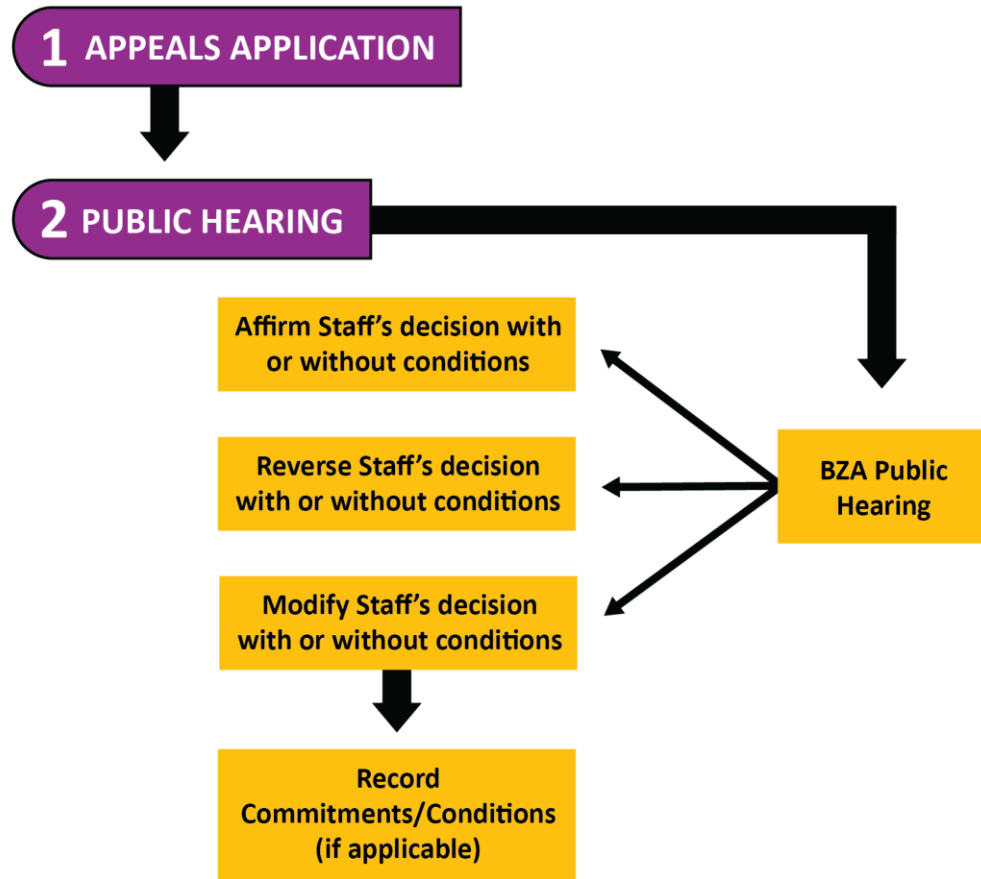 1 APPEALS APPLICATION
2 PUBLIC HEARING
Affirm Staff’s decision with
or without conditions
Reverse Staff’s decision
with or without conditions
BZA Public
Hearing
Modify Staff’s decision
with or without conditions
Record
Commitments/Conditions
(if applicable)